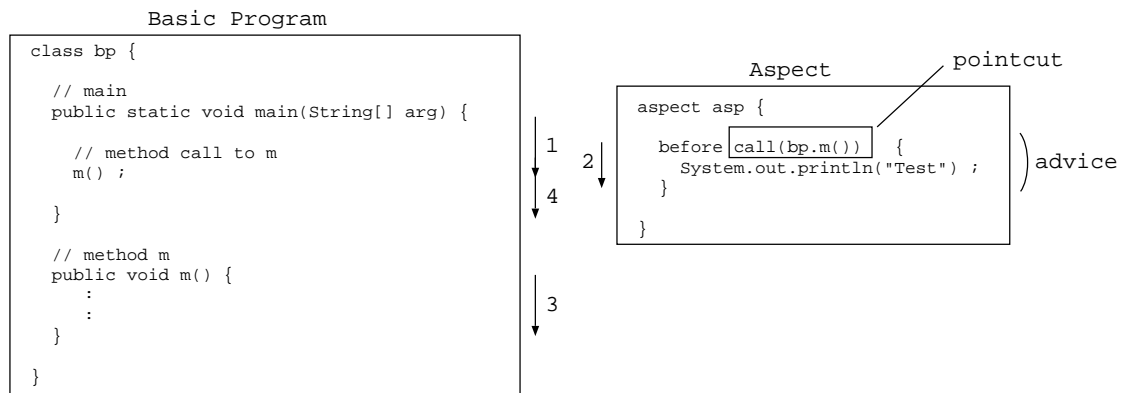 Basic Program
class bp {
// main
public static void main(String[] arg) {
// method call to m
m() ;
}
// method m
public void m() {
:
:
}
}
1
4
3
2
Aspect
pointcut
aspect asp {
before call(bp.m()) {
System.out.println("Test") ;
}
}
advice